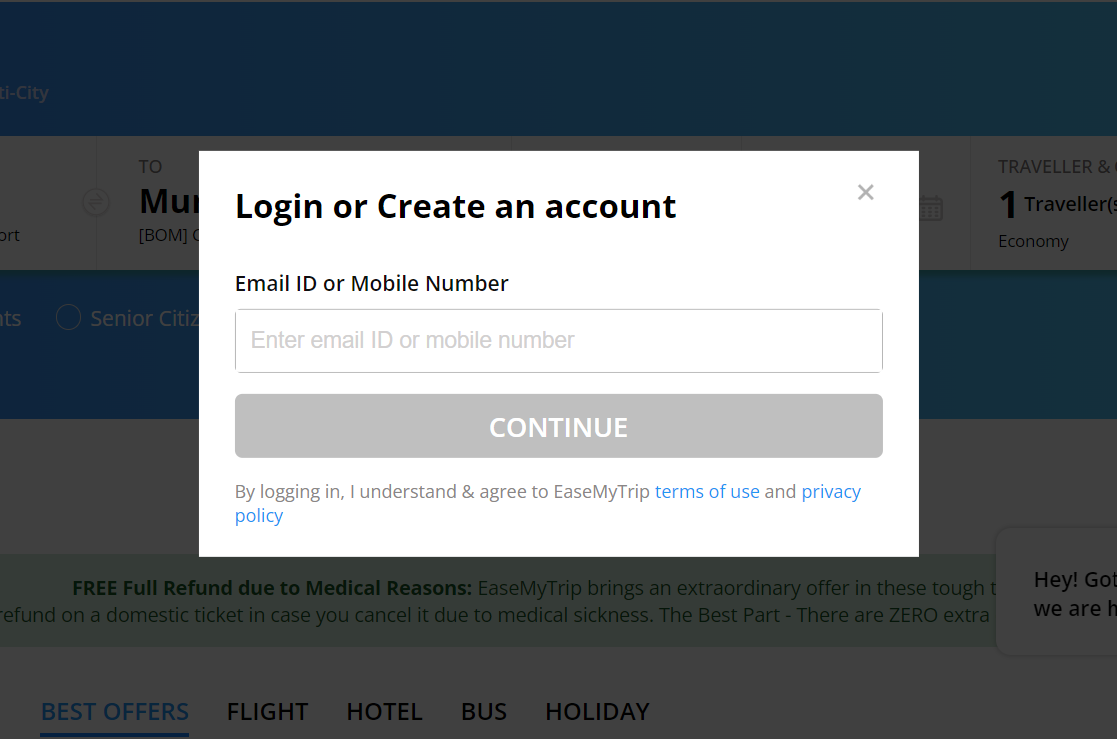 ti-City
TO
TRAVELLER &
Login or Create an account
1 Traveller(s
[BOM]
ort
Economy
Email ID or Mobile Number
Senior Citiz
Enter email ID or mobile number
CONTINUE
By logging in, I understand & agree to EaseMyTrip terms of use and privacy
policy
FREE Full Refund due to Medical Reasons: EaseMyTrip brings an extraordinary offer in these tough t
refund on a domestic ticket in case you cancel it due to medical sickness. The Best Part - There are ZERO extra
Hey! Got
we are h
BEST OFFERS FLIGHT HOTEL BUS HOLIDAY